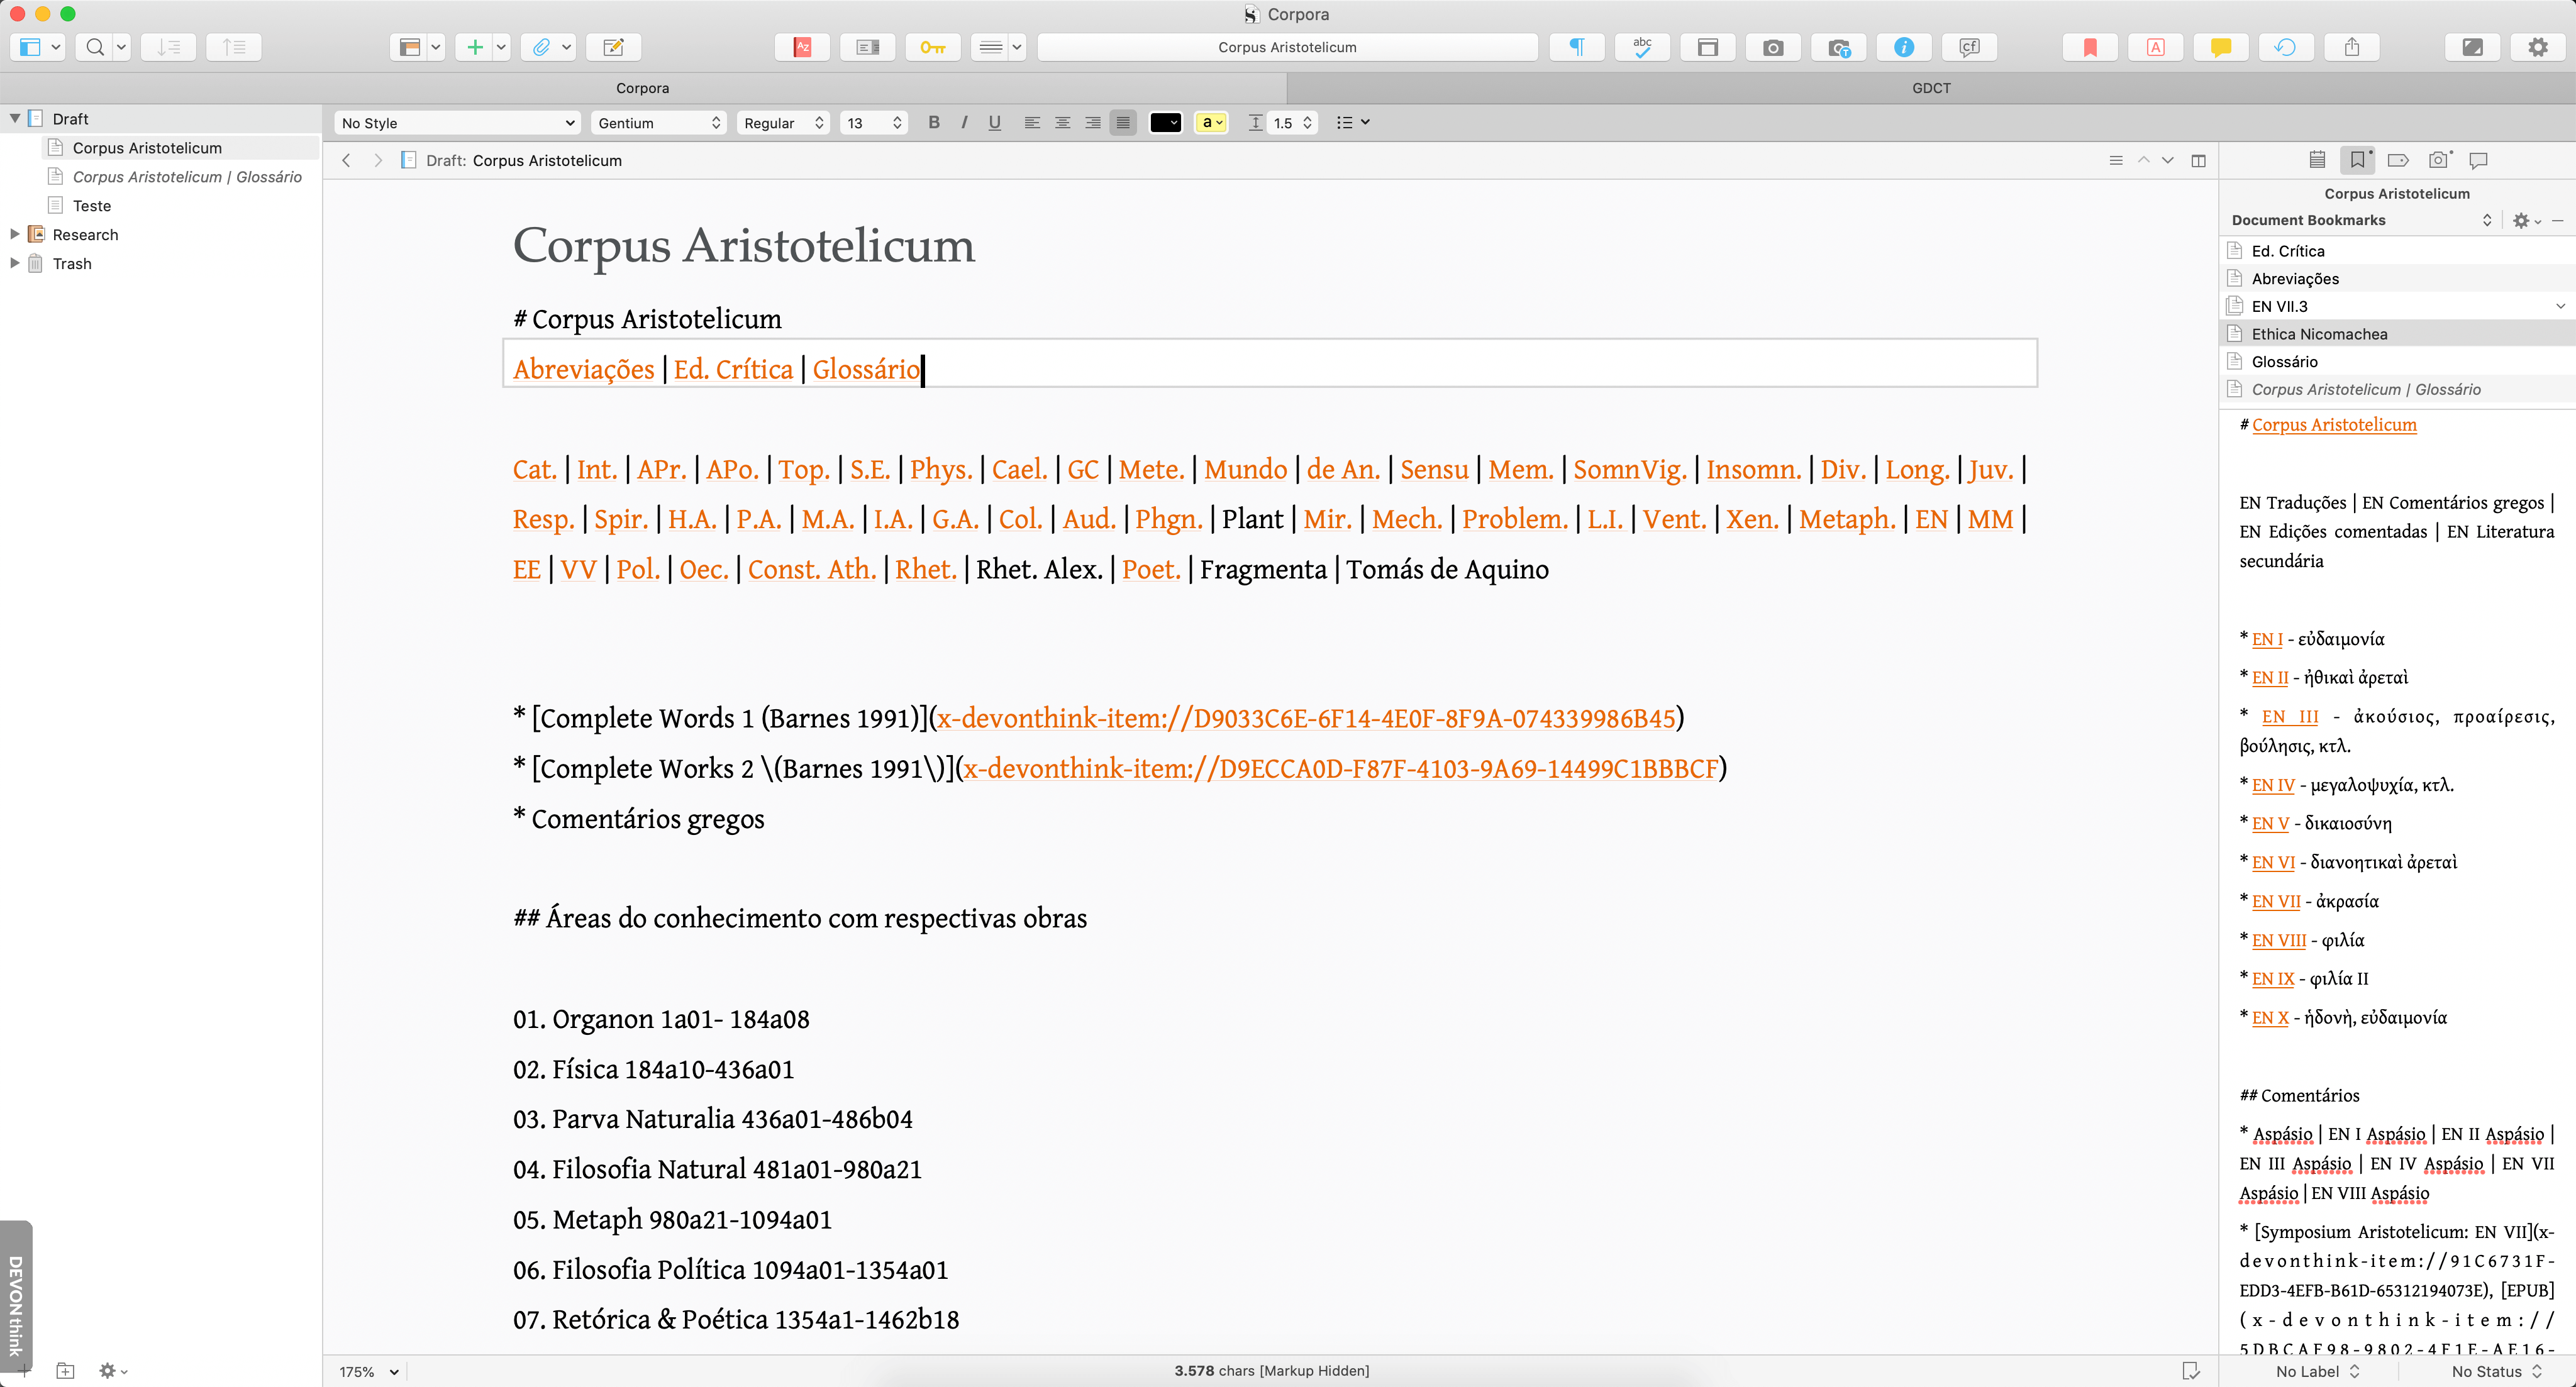 Corpora
Az
Corpus Aristotelicum
abc
cf
A
Corpora
GDCT
Draft
Corpus Aristotelicum
Corpus Aristotelicum | Glossário
Teste
Research
Trash
No Style
Gentium
Regular
13
B I U
a
1.5
Draft: Corpus Aristotelicum
Corpus Aristotelicum
# Corpus Aristotelicum
Abreviações | Ed. Crítica | Glossário
Cat. | Int. | APr. | APo. | Top. | S.E. | Phys. | Cael. | GC | Mete. | Mundo | de An. | Sensu | Mem. | SomnVig. | Insomn. | Div. | Long. | Juv. |
Resp. | Spir. | H.A. | P.A. | M.A. | I.A. | G.A. | Col. | Aud. | Phgn. | Plant | Mir. | Mech. | Problem. | L.I. | Vent. | Xen. | Metaph. | EN | MM |
EE | VV | Pol. | Oec. | Const. Ath. | Rhet. | Rhet. Alex. | Poet. | Fragmenta | Tomás de Aquino
* [Complete Words 1 (Barnes 1991)](x-devonthink-item://D9033C6E-6F14-4E0F-8F9A-074339986B45)
* [Complete Works 2 \(Barnes 1991\)](x-devonthink-item://D9ECCA0D-F87F-4103-9A69-14499C1BBBCF)
* Comentários gregos
## Áreas do conhecimento com respectivas obras
01. Organon 1a01- 184a08
02. Física 184a10-436a01
03. Parva Naturalia 436a01-486b04
04. Filosofia Natural 481a01-980a21
05. Metaph 980a21-1094a01
06. Filosofia Política 1094a01-1354a01
07. Retórica & Poética 1354a1-1462b18
175%
3.578 chars [Markup Hidden]
DEVONthink
Corpus Aristotelicum
Document Bookmarks
Ed. Crítica
Abreviações
EN VII.3
Ethica Nicomachea
Glossário
Corpus Aristotelicum | Glossário
# Corpus Aristotelicum
EN Traduções | EN Comentários gregos |
EN Edições comentadas | EN Literatura
secundária
* EN I - εὐδαιμονία
* EN II - ἠθικαὶ ἀρεταὶ
* EN III - ἀκούσιος, προαίρεσις,
βούλησις, κτλ.
* EN IV - μεγαλοψυχία, κτλ.
* EN V - δικαιοσύνη
* EN VI - διανοητικαὶ ἀρεταὶ
* EN VII - ἀκρασία
* EN VIII - φιλία
* EN IX - φιλία II
* EN X - ἡδονὴ, εὐδαιμονία
## Comentários
* Aspásio | EN I Aspásio | EN II Aspásio |
EN III Aspásio | EN IV Aspásio | EN VII
Aspásio | EN VIII Aspásio
* [Symposium Aristotelicum: EN VII](x-
devonthink-item://91C6731F-
EDD3-4EFB-B61D-65312194073E), [EPUB]
(x-devonthink-item://
5DBCAF98-9802-4F1E-AE16-
No Label
No Status